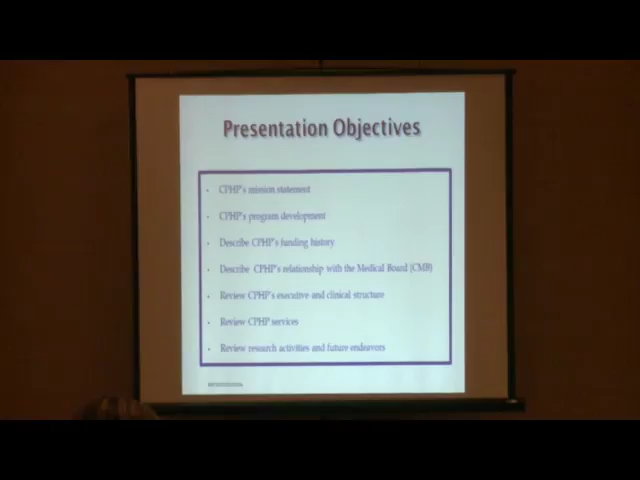 Presentation Objectives
• CPHP's mission statement
• CPHP's program development
• Describe CPHP's funding history
• Describe CPHP's relationship with the Medical Board (CMB)
• Review CPHP's executive and clinical structure
• Review CPHP services
• Review research activities and future endeavors